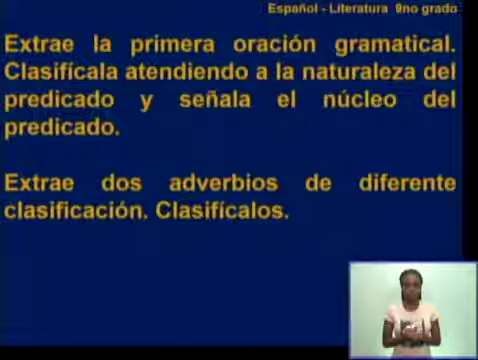 Español - Literatura 9no grado
Extrae la primera oración gramatical.
Clasifícala atendiendo a la naturaleza del
predicado y señala el núcleo del
predicado.
Extrae dos adverbios de diferente
clasificación. Clasifícalos.